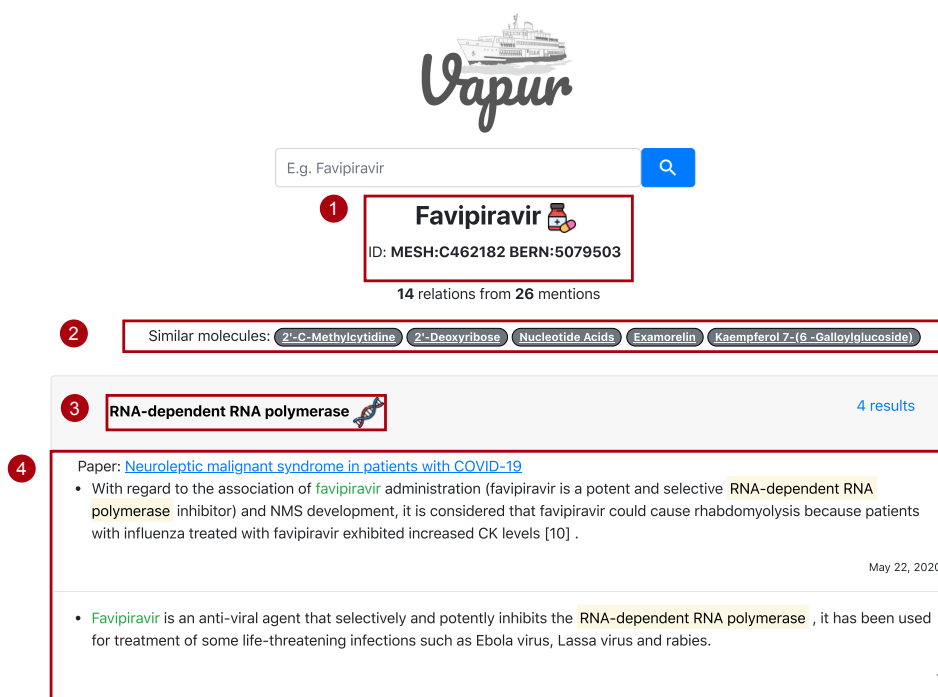 Vapur
E.g. Favipiravir
1
Favipiravir
ID: MESH:C462182 BERN:5079503
14 relations from 26 mentions
2
Similar molecules: 2'-C-Methylcytidine 2'-Deoxyribose Nucleotide Acids Examorelin Kaempferol 7-(6 -Galloylglucoside)
3
RNA-dependent RNA polymerase
4 results
4
Paper: Neuroleptic malignant syndrome in patients with COVID-19
• With regard to the association of favipiravir administration (favipiravir is a potent and selective RNA-dependent RNA
polymerase inhibitor) and NMS development, it is considered that favipiravir could cause rhabdomyolysis because patients
with influenza treated with favipiravir exhibited increased CK levels [10] .
May 22, 2020
• Favipiravir is an anti-viral agent that selectively and potently inhibits the RNA-dependent RNA polymerase , it has been used
for treatment of some life-threatening infections such as Ebola virus, Lassa virus and rabies.